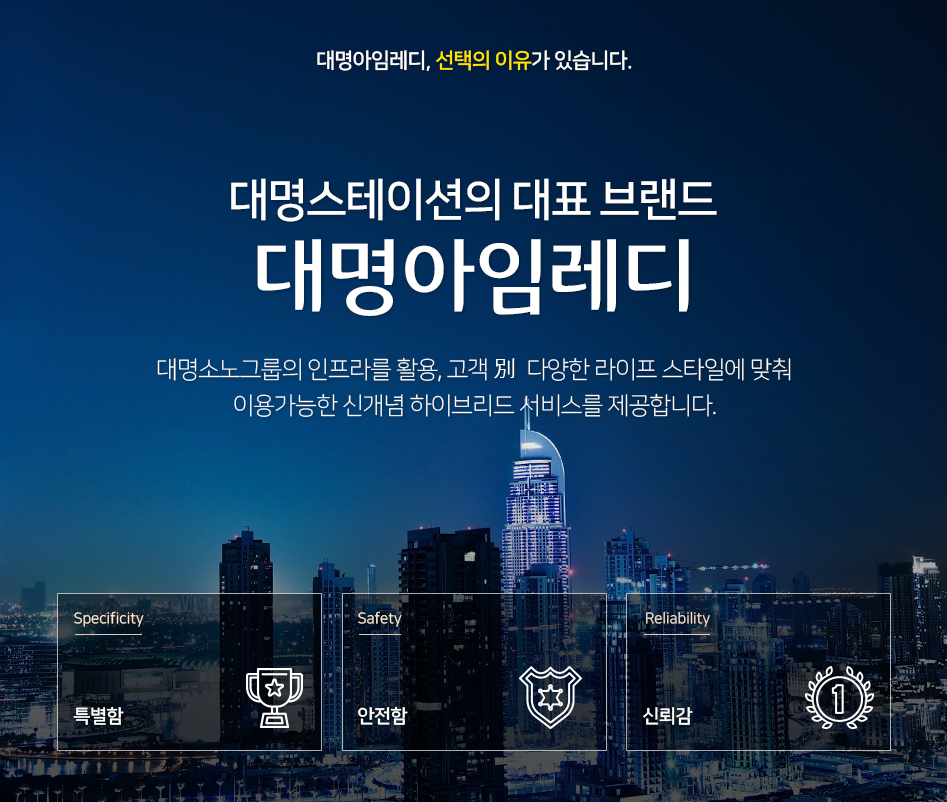 대명아임레디, 선택의 이유가 있습니다.
대명스테이션의 대표 브랜드
대명아임레디
대명소노그룹의 인프라를 활용, 고객 別 다양한 라이프 스타일에 맞춰
이용가능한 신개념 하이브리드 서비스를 제공합니다.
Specificity
특별함
Safety
안전함
Reliability
1
신뢰감